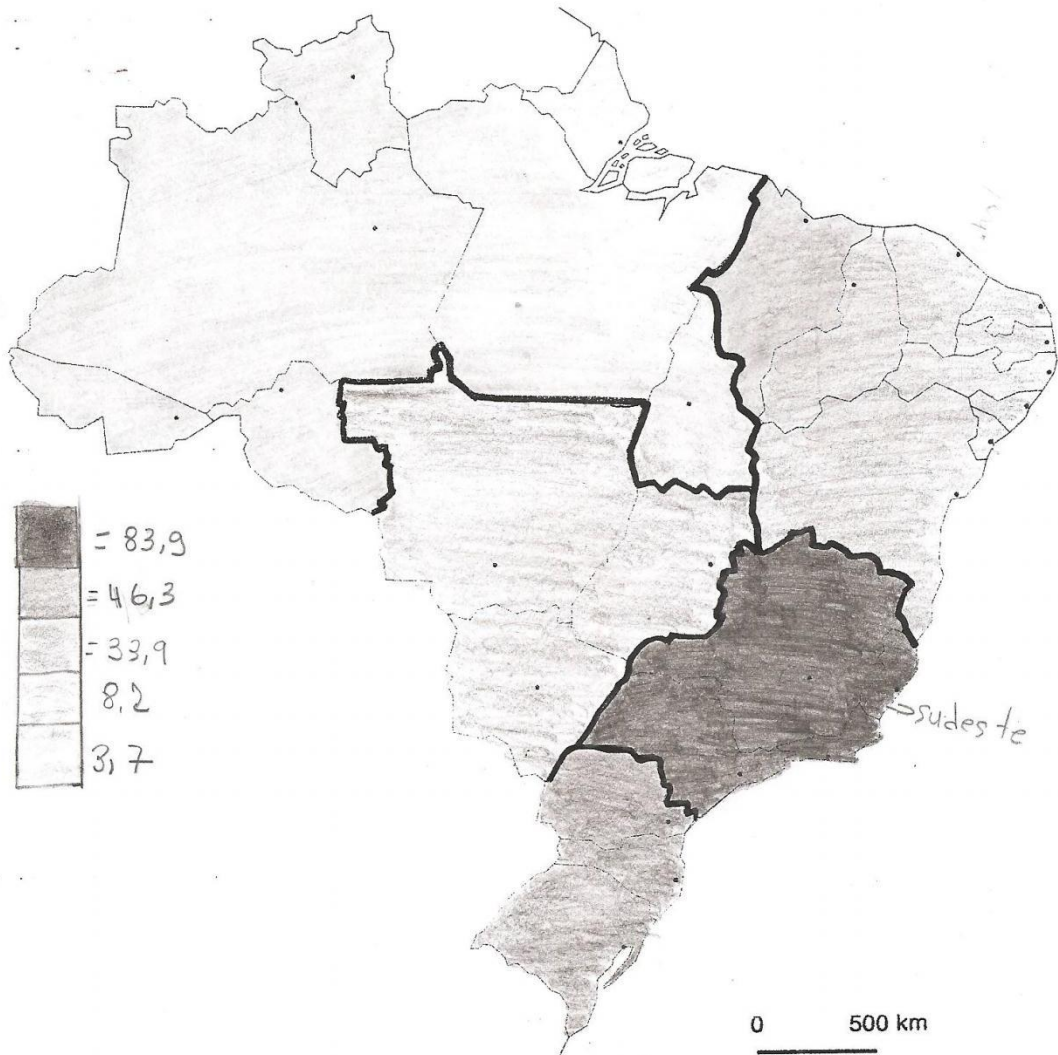 = 83,9
= 46,3
= 33,9
8,2
3,7
sudeste
0 500 km